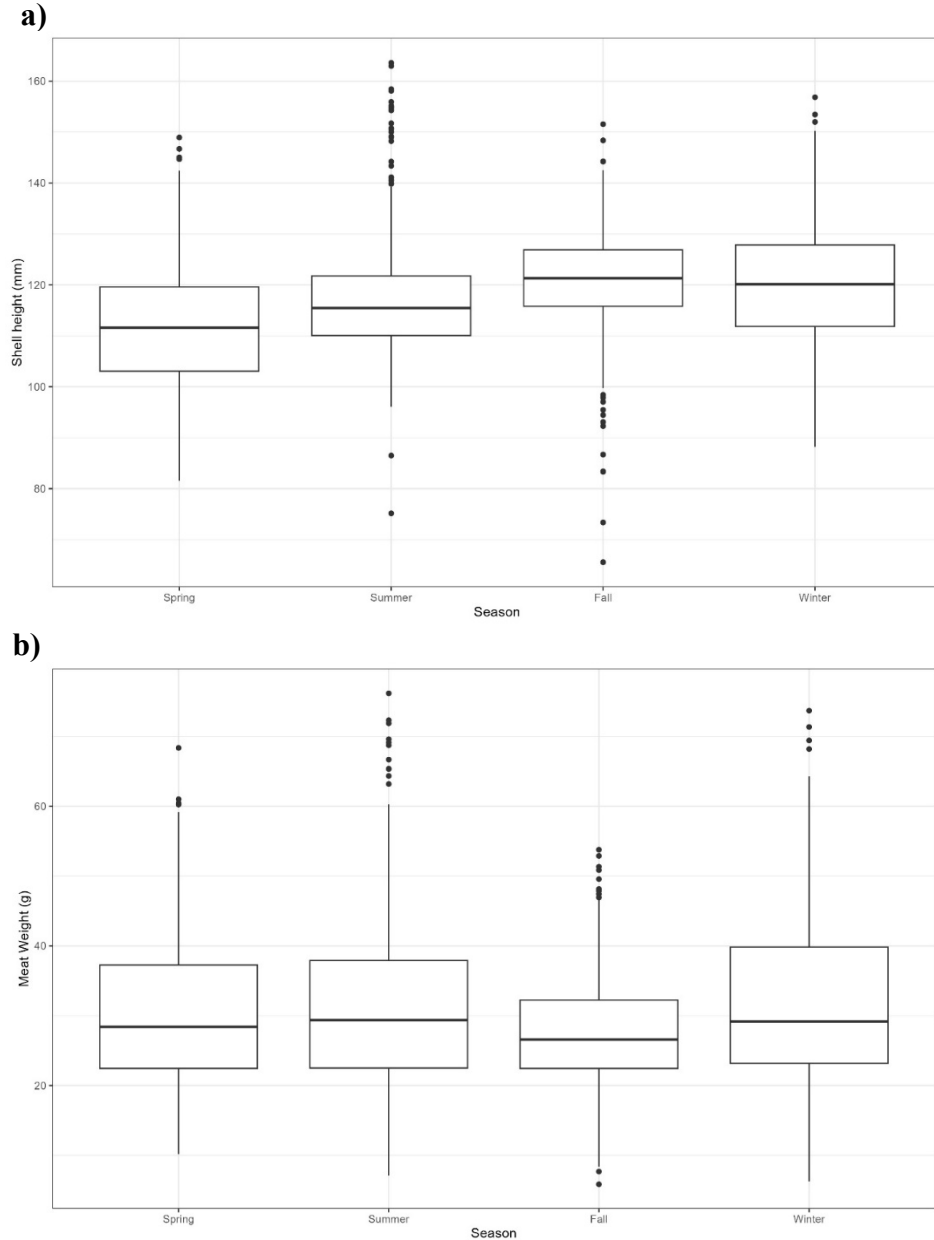 a)
160
140
120
100
80
Shell height (mm)
Spring Summer Fall Winter
Season
b)
60
40
20
Meat Weight (g)
Spring Summer Fall Winter
Season